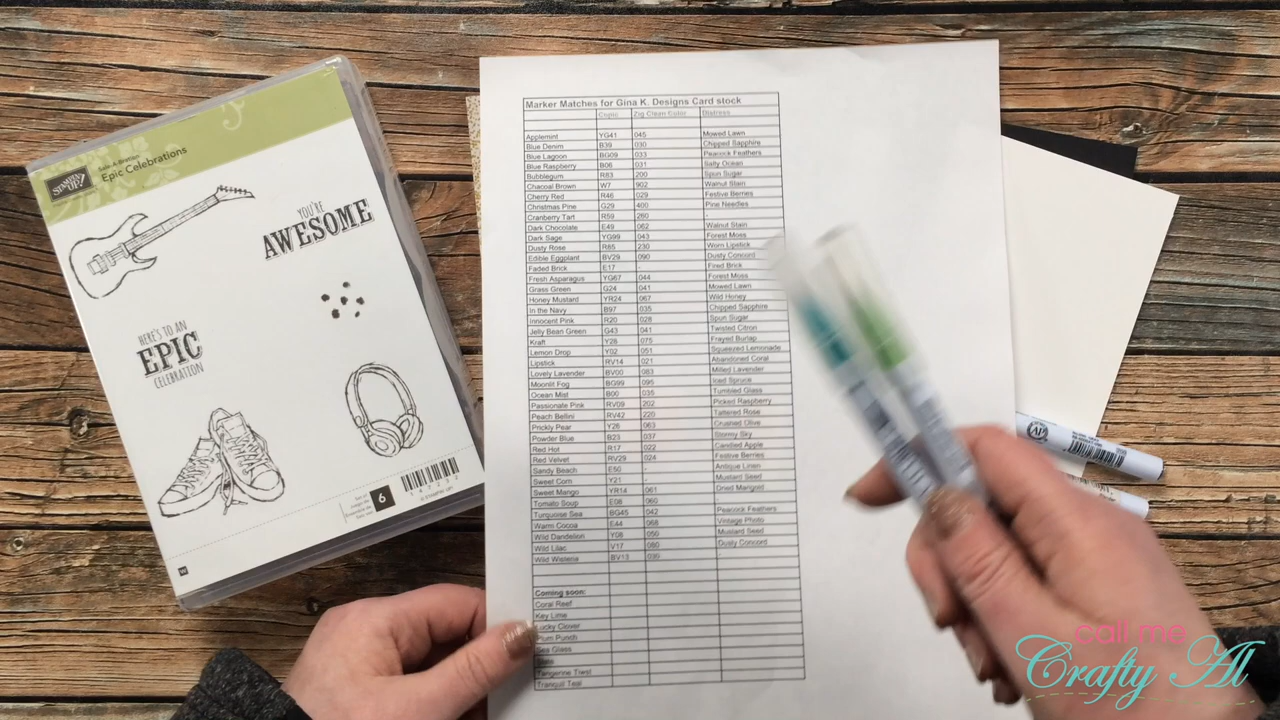 STAMPIN' UP!
Sale-A-Bration
Epic Celebrations
YOU'RE
AWESOME
HERE'S TO AN
EPIC
CELEBRATION
Set of
6
Marker Matches for Gina K. Designs Card stock
Copic Zig Clean Color Distress
Applemint YG41 045 Mowed Lawn
Blue Denim B39 030 Chipped Sapphire
Blue Lagoon BG09 033 Peacock Feathers
Blue Raspberry B06 031 Salty Ocean
Bubblegum R83 200 Spun Sugar
Chacoal Brown W7 902 Walnut Stain
Cherry Red R46 029 Festive Berries
Christmas Pine G29 400 Pine Needles
Cranberry Tart R59 260 -
Dark Chocolate E49 062 Walnut Stain
Dark Sage YG99 043 Forest Moss
Dusty Rose R85 230 Worn Lipstick
Edible Eggplant BV29 090 Dusty Concord
Faded Brick E17 Fired Brick
Fresh Asparagus YG67 044 Forest Moss
Grass Green G24 041 Mowed Lawn
Honey Mustard YR24 067 Wild Honey
In the Navy B97 035 Chipped Sapphire
Innocent Pink R20 028 Spun Sugar
Jelly Bean Green G43 041 Twisted Citron
Kraft Y28 075 Frayed Burlap
Lemon Drop Y02 051 Squeezed Lemonade
Lipstick RV14 021 Abandoned Coral
Lovely Lavender BV00 083 Milled Lavender
Moonlit Fog BG99 095 Iced Spruce
Ocean Mist B00 035 Tumbled Glass
Passionate Pink RV09 202 Picked Raspberry
Peach Bellini RV42 220 Tattered Rose
Prickly Pear Y26 063 Crushed Olive
Powder Blue B23 037 Stormy Sky
Red Hot R17 022 Candied Apple
Red Velvet RV29 024 Festive Berries
Sandy Beach E50 - Antique Linen
Sweet Corn Y21 - Mustard Seed
Sweet Mango YR14 061 Dried Marigold
Tomato Soup E08 060
Turquoise Sea BG45 042 Peacock Feathers
Warm Cocoa E44 068 Vintage Photo
Wild Dandelion Y08 050 Mustard Seed
Wild Lilac V17 080 Dusty Concord
Wild Wisteria BV13
Coming soon:
Coral Reef
Key Lime
Lucky Clover
Plum Punch
Sea Glass
Tangerine Twist
Tranquil Teal
AP
call me
Crafty Al